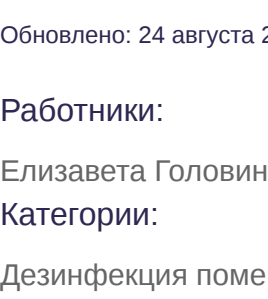 Обновлено: 24 августа 2
Работники:
Елизавета Головин
Категории:
Дезинфекция поме